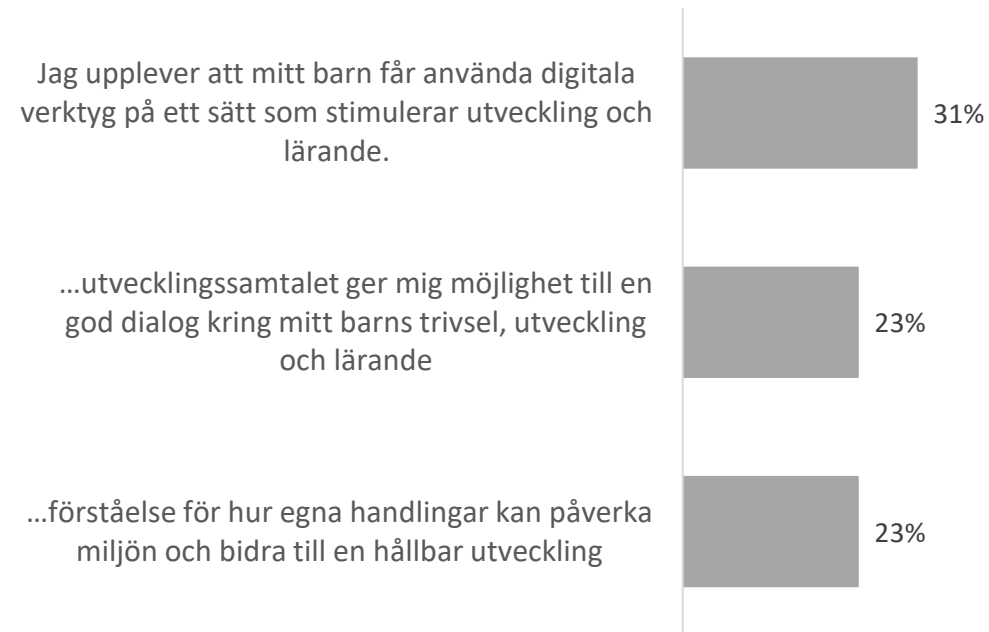 Jag upplever att mitt barn får använda digitala
verktyg på ett sätt som stimulerar utveckling och
lärande.
31%
…utvecklingssamtalet ger mig möjlighet till en
god dialog kring mitt barns trivsel, utveckling
och lärande
23%
…förståelse för hur egna handlingar kan påverka
miljön och bidra till en hållbar utveckling
23%